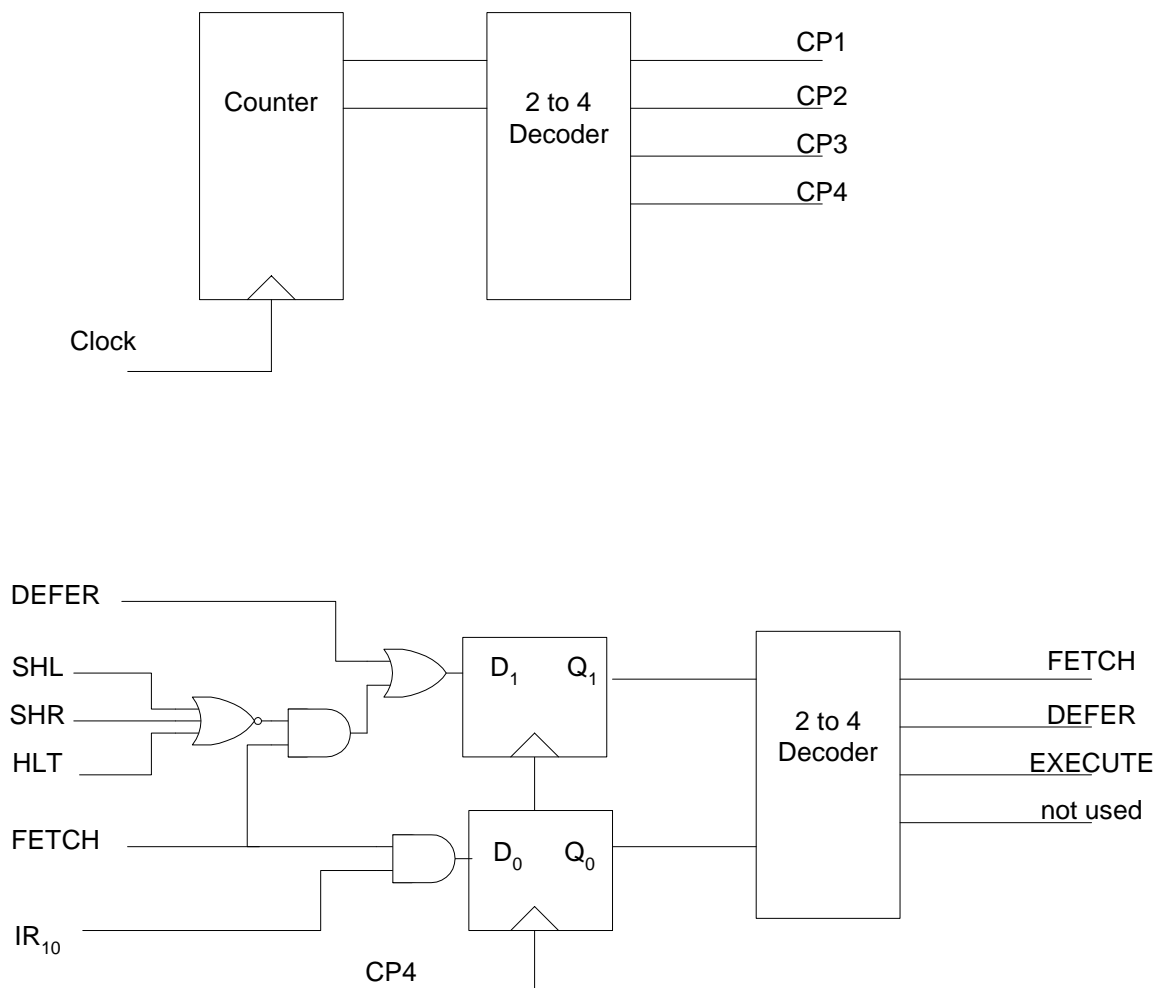 CP1
Counter
2 to 4
Decoder
CP2
CP3
CP4
Clock
DEFER
SHL
SHR
HLT
FETCH
IR10
D1 Q1
D0 Q0
CP4
2 to 4
Decoder
FETCH
DEFER
EXECUTE
not used